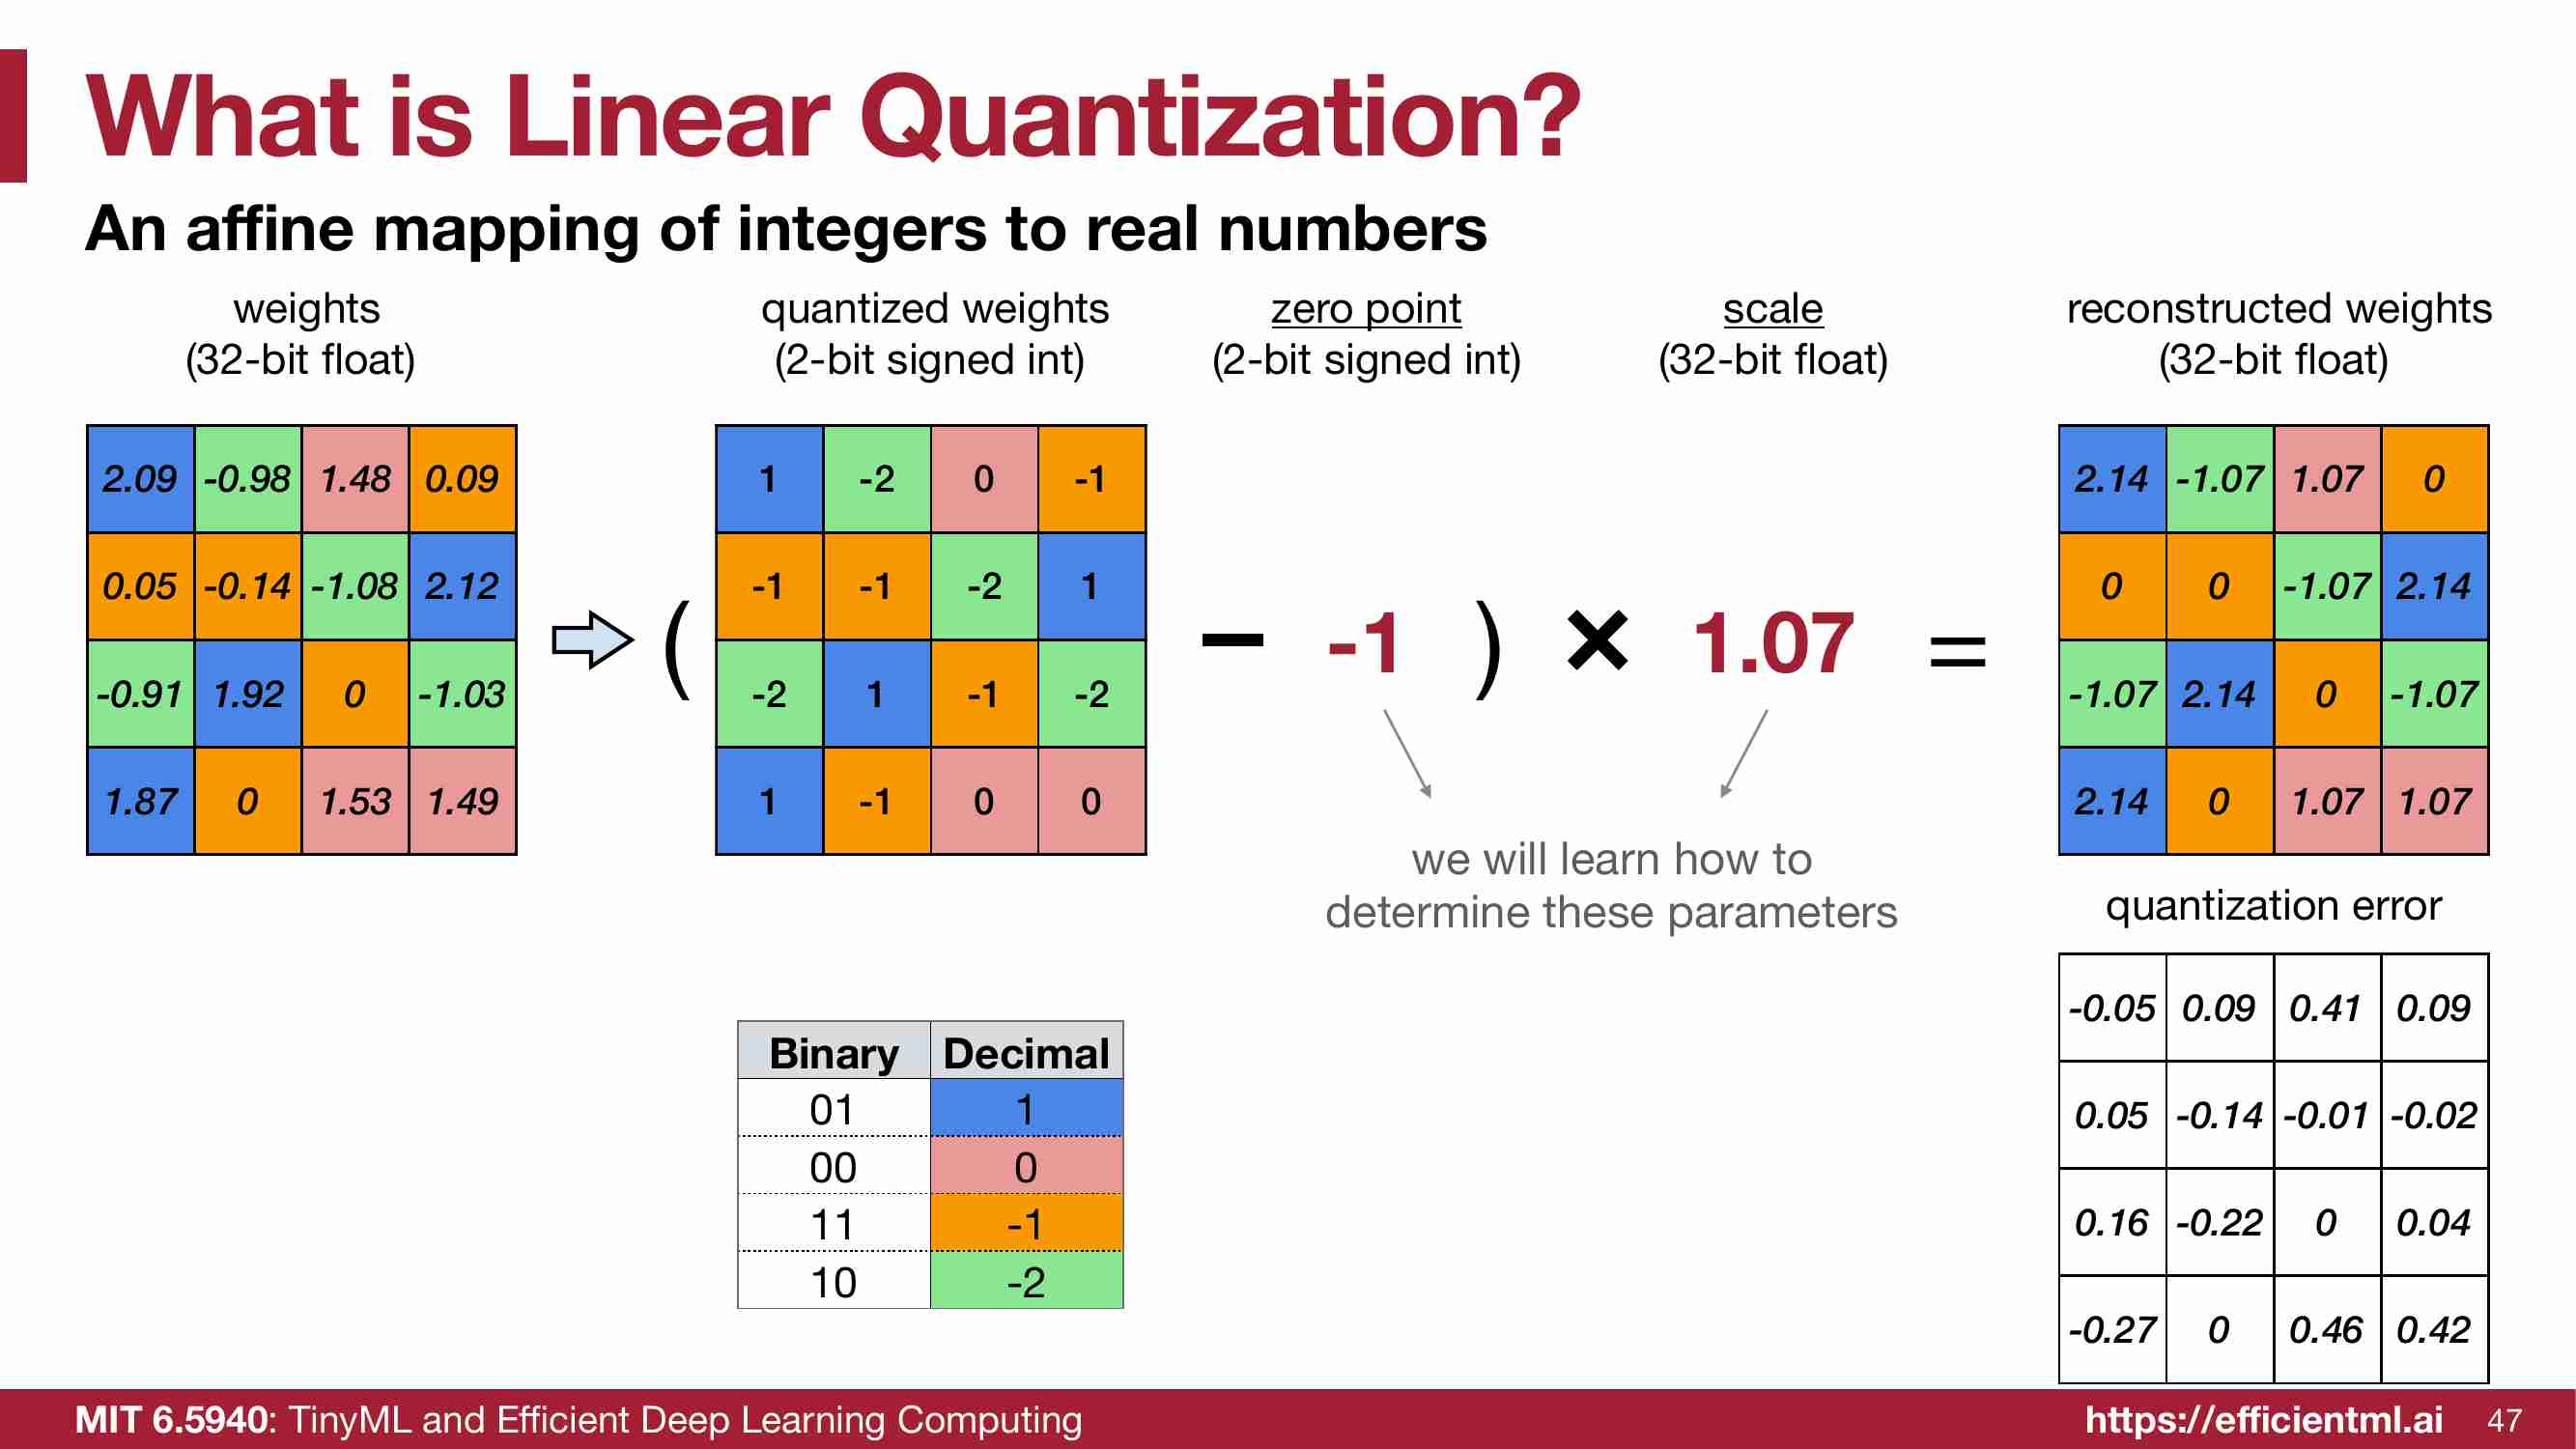 What is Linear Quantization?
An affine mapping of integers to real numbers
weights
(32-bit float)
quantized weights
(2-bit signed int)
zero point
(2-bit signed int)
scale
(32-bit float)
reconstructed weights
(32-bit float)
2.09 -0.98 1.48 0.09
0.05 -0.14 -1.08 2.12
-0.91 1.92 0 -1.03
1.87 0 1.53 1.49
(
1 -2 0 -1
-1 -1 -2 1
-2 1 -1 -2
1 -1 0 0
− -1 ) × 1.07 =
2.14 -1.07 1.07 0
0 0 -1.07 2.14
-1.07 2.14 0 -1.07
2.14 0 1.07 1.07
we will learn how to
determine these parameters
quantization error
-0.05 0.09 0.41 0.09
0.05 -0.14 -0.01 -0.02
0.16 -0.22 0 0.04
-0.27 0 0.46 0.42
Binary Decimal
01 1
00 0
11 -1
10 -2
MIT 6.5940: TinyML and Efficient Deep Learning Computing
https://efficientml.ai 47